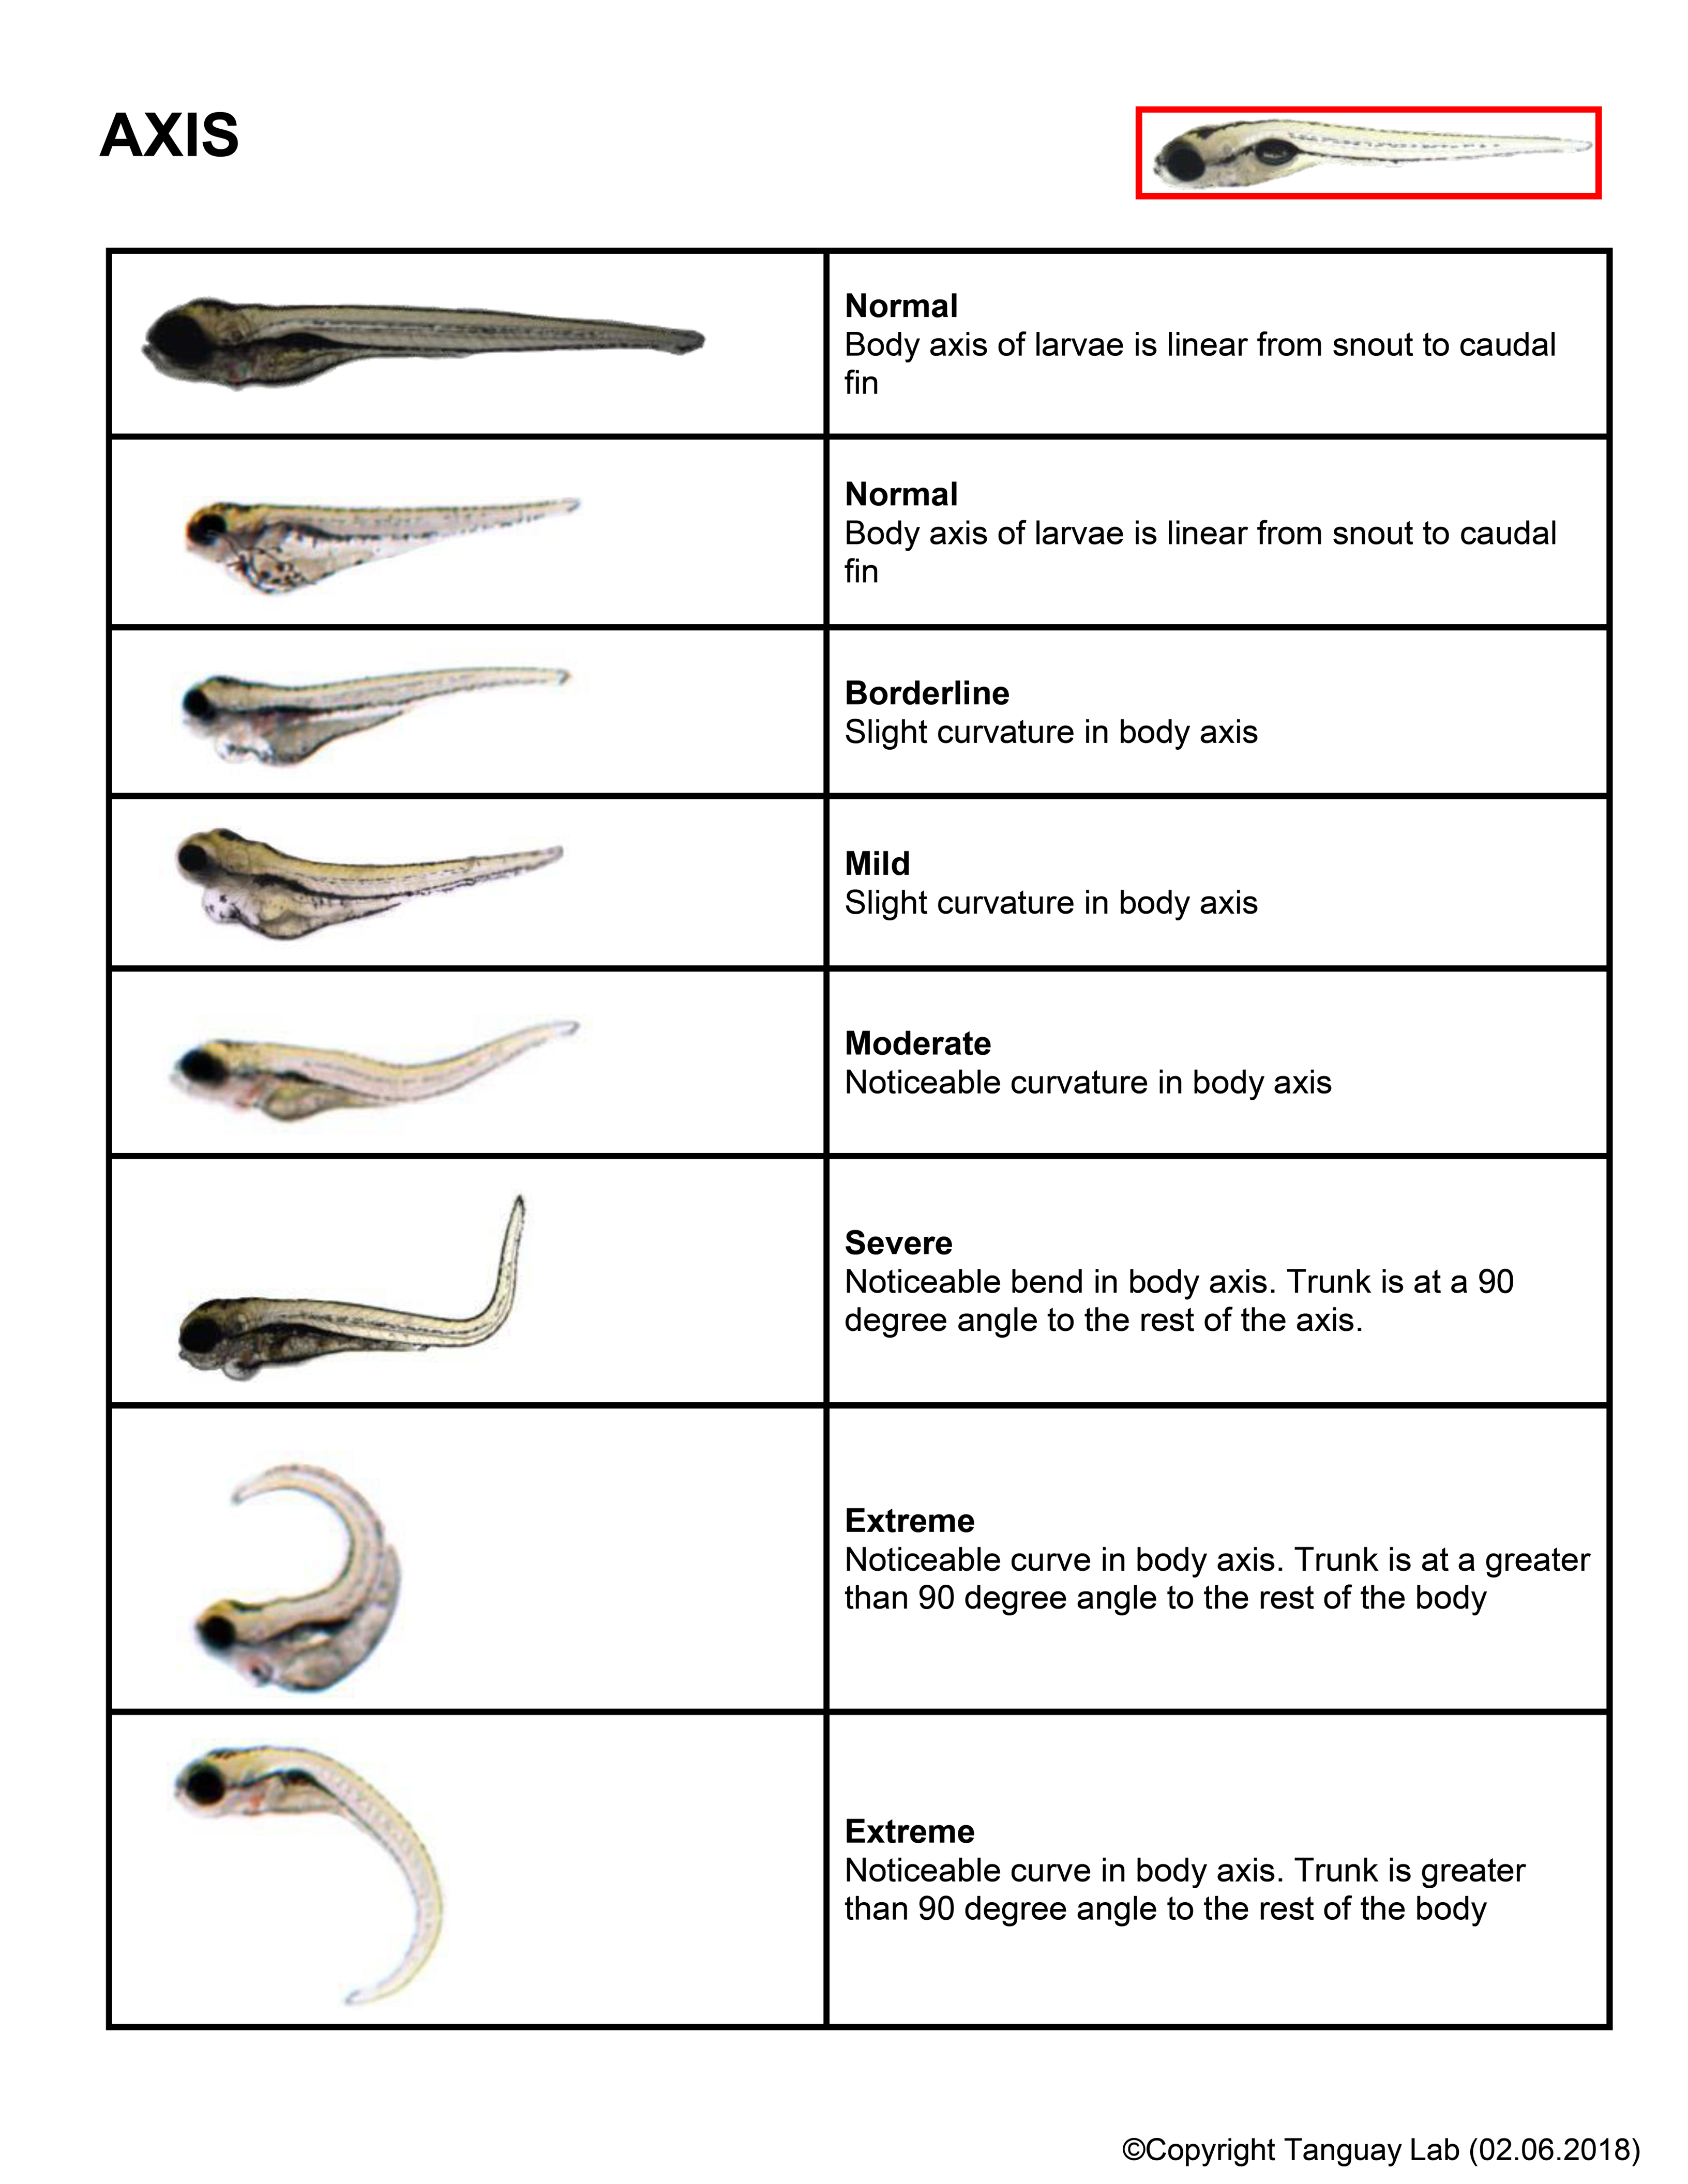 AXIS
Normal
Body axis of larvae is linear from snout to caudal
fin
Normal
Body axis of larvae is linear from snout to caudal
fin
Borderline
Slight curvature in body axis
Mild
Slight curvature in body axis
Moderate
Noticeable curvature in body axis
Severe
Noticeable bend in body axis. Trunk is at a 90
degree angle to the rest of the axis.
Extreme
Noticeable curve in body axis. Trunk is at a greater
than 90 degree angle to the rest of the body
Extreme
Noticeable curve in body axis. Trunk is greater
than 90 degree angle to the rest of the body
©Copyright Tanguay Lab (02.06.2018)